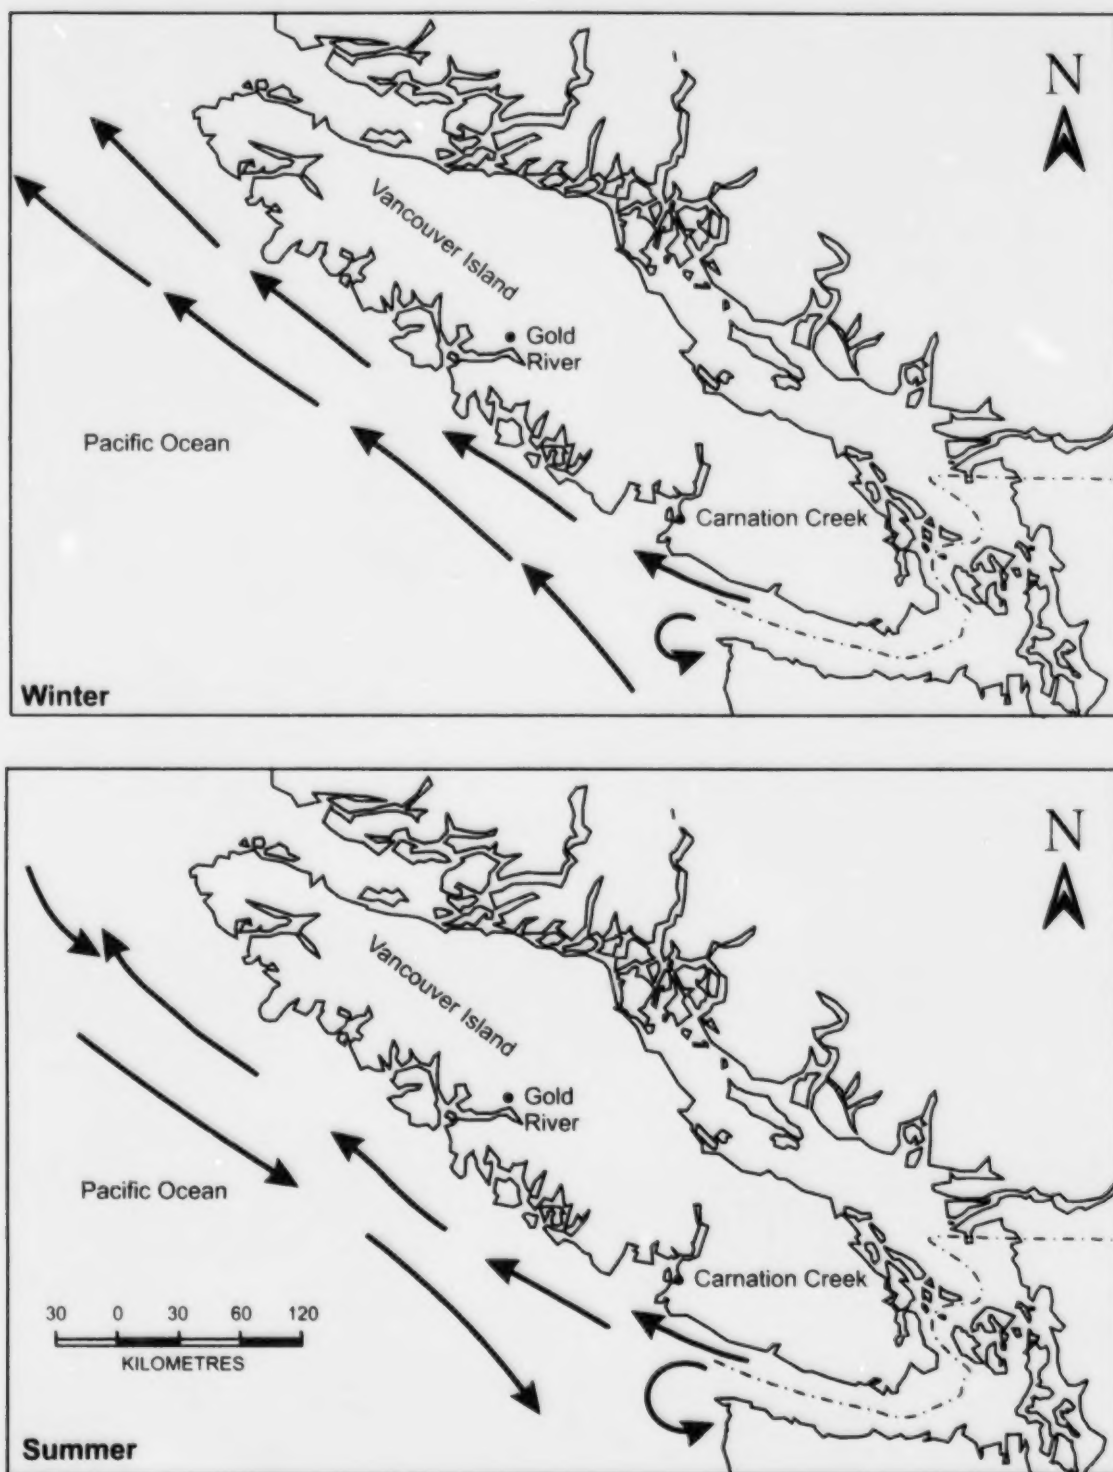 N
Vancouver Island
Gold
River
Pacific Ocean
Carnation Creek
Winter
N
Vancouver Island
Gold
River
Pacific Ocean
Carnation Creek
30 0 30 60 120
KILOMETRES
Summer